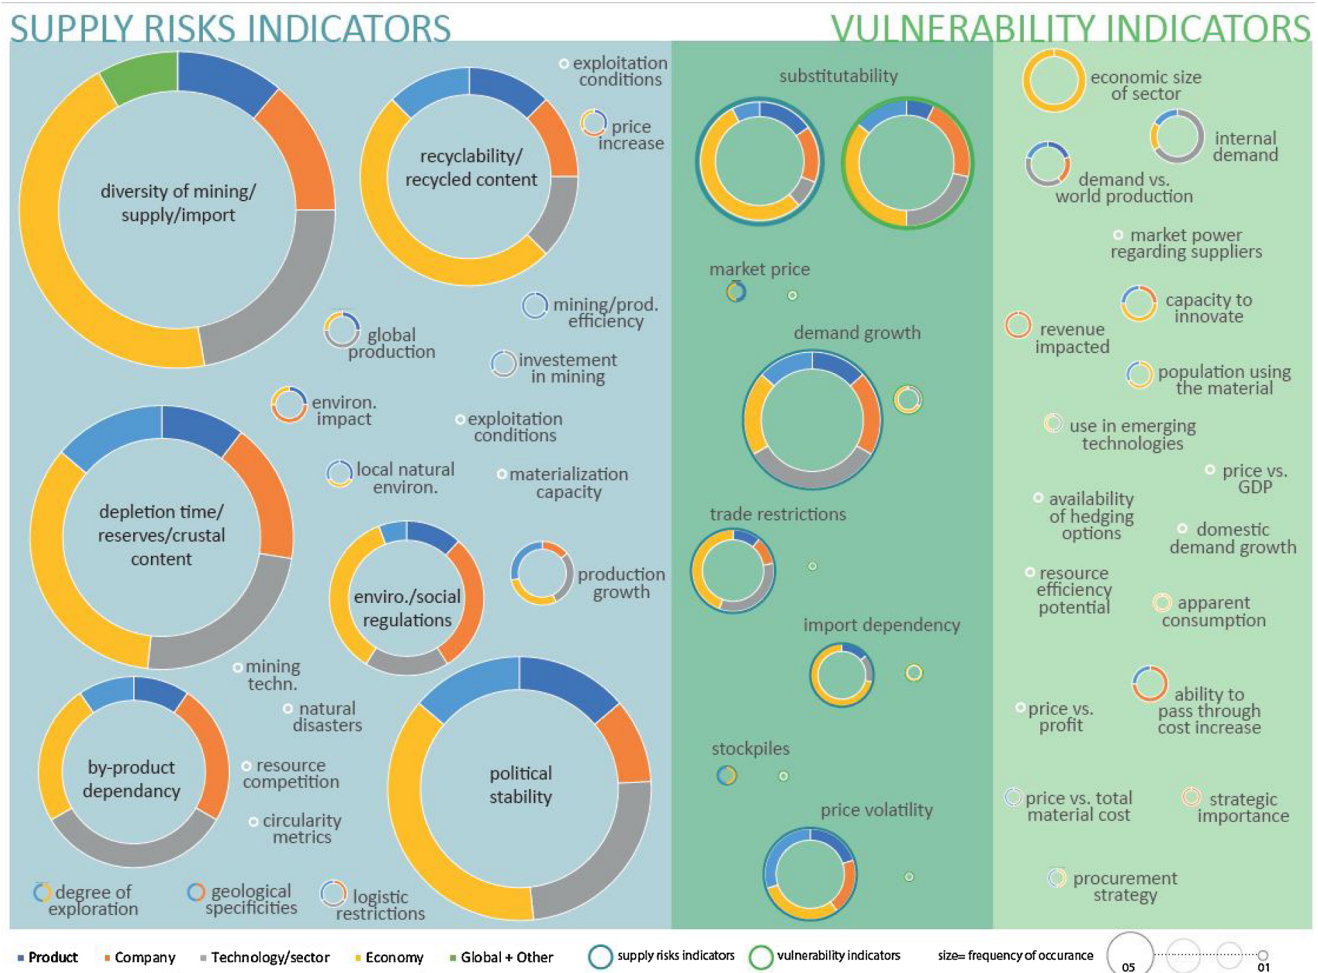 SUPPLY RISKS INDICATORS
VULNERABILITY INDICATORS
diversity of mining/
supply/import
recyclability/
recycled content
exploitation
conditions
price
increase
global
production
mining/prod.
efficiency
investement
in mining
environ.
impact
exploitation
conditions
local natural
environ.
materialization
capacity
depletion time/
reserves/crustal
content
enviro./social
regulations
production
growth
mining
techn.
natural
disasters
by-product
dependancy
resource
competition
circularity
metrics
political
stability
degree of
exploration
geological
specificities
logistic
restrictions
substitutability
market price
demand growth
trade restrictions
import dependency
stockpiles
price volatility
economic size
of sector
internal
demand
demand vs.
world production
market power
regarding suppliers
capacity to
innovate
revenue
impacted
population using
the material
use in emerging
technologies
price vs.
GDP
availability
of hedging
options
domestic
demand growth
resource
efficiency
potential
apparent
consumption
ability to
pass through
cost increase
price vs.
profit
price vs. total
material cost
strategic
importance
procurement
strategy
Product
Company
Technology/sector
Economy
Global + Other
supply risks indicators
vulnerability indicators
size= frequency of occurance
05
01